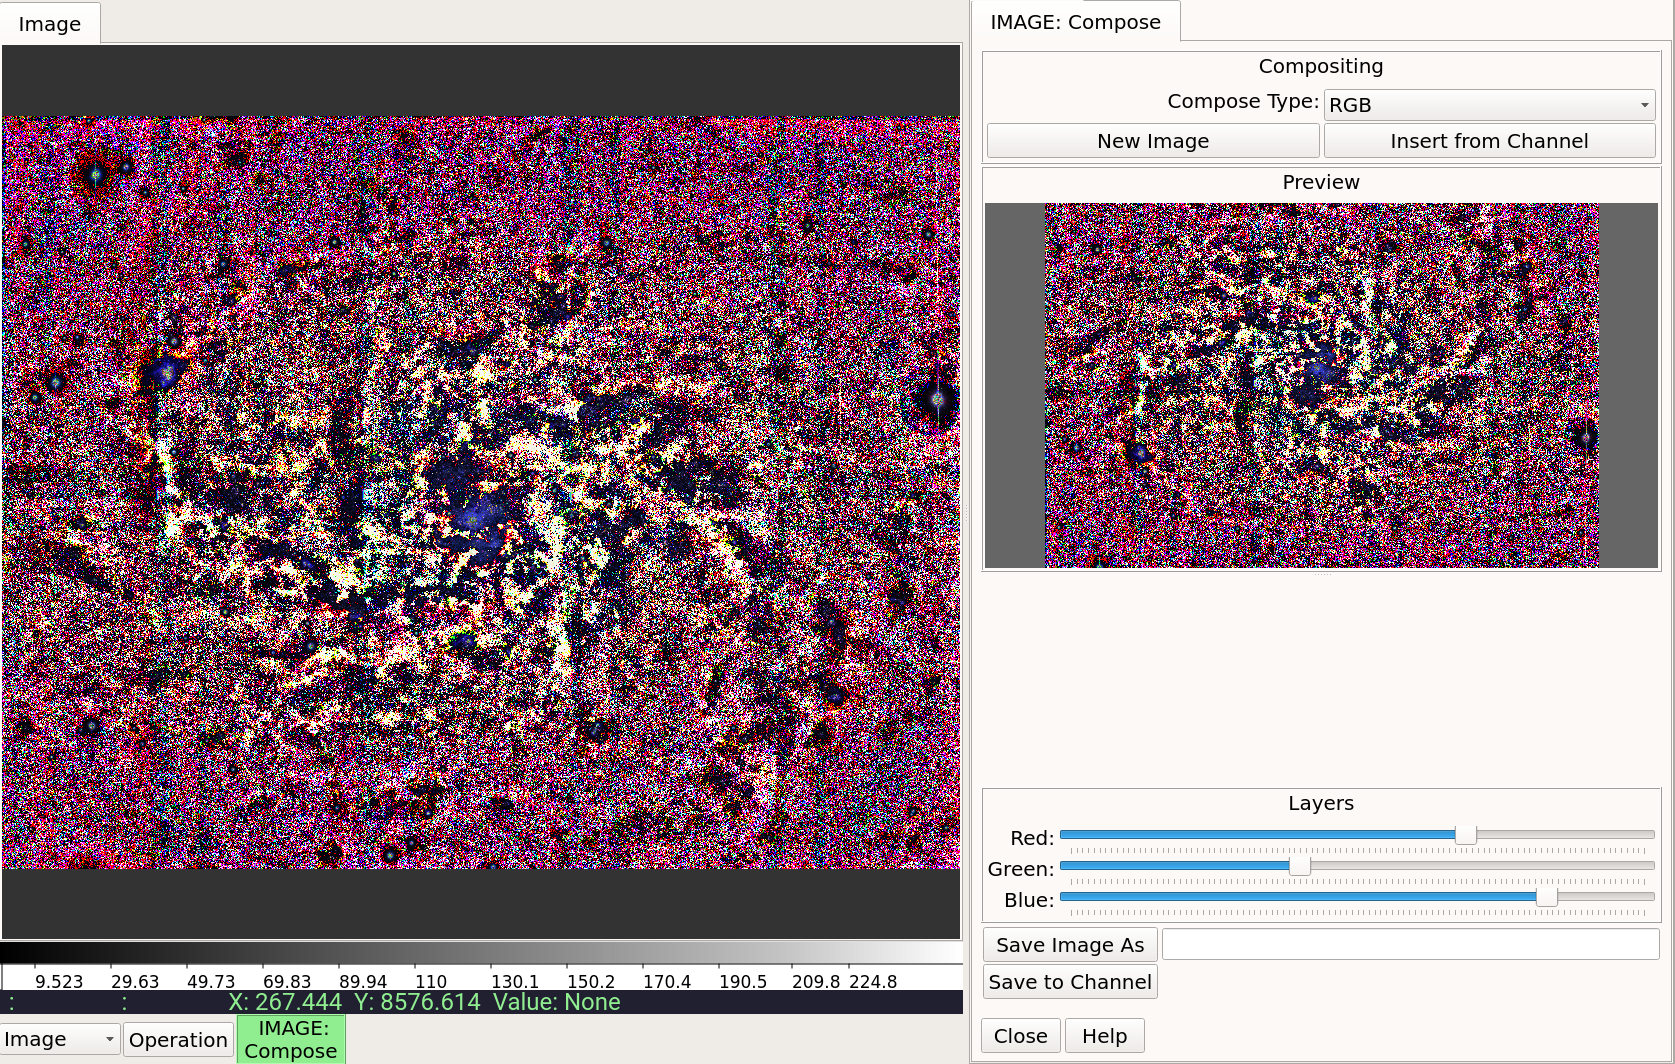 Image
IMAGE: Compose
Compositing
Compose Type: RGB
New Image
Insert from Channel
Preview
Layers
Red:
Green:
Blue:
Save Image As
Save to Channel
Close
Help
9.523 29.63 49.73 69.83 89.94 110 130.1 150.2 170.4 190.5 209.8 224.8
: : X: 267.444 Y: 8576.614 Value: None
Image
Operation
IMAGE:
Compose